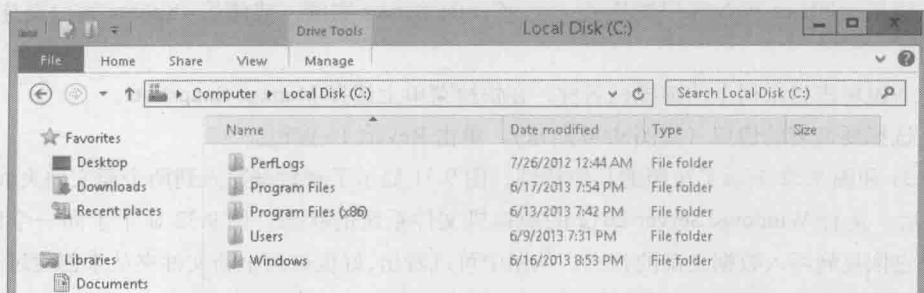 Drive Tools
Local Disk (C:)
File Home Share View Manage
Computer ▸ Local Disk (C:)
Search Local Disk (C:)
Name Date modified Type Size
Favorites
Desktop
Downloads
Recent places
Libraries
Documents
PerfLogs 7/26/2012 12:44 AM File folder
Program Files 6/17/2013 7:54 PM File folder
Program Files (x86) 6/13/2013 7:42 PM File folder
Users 6/9/2013 7:31 PM File folder
Windows 6/16/2013 8:53 PM File folder